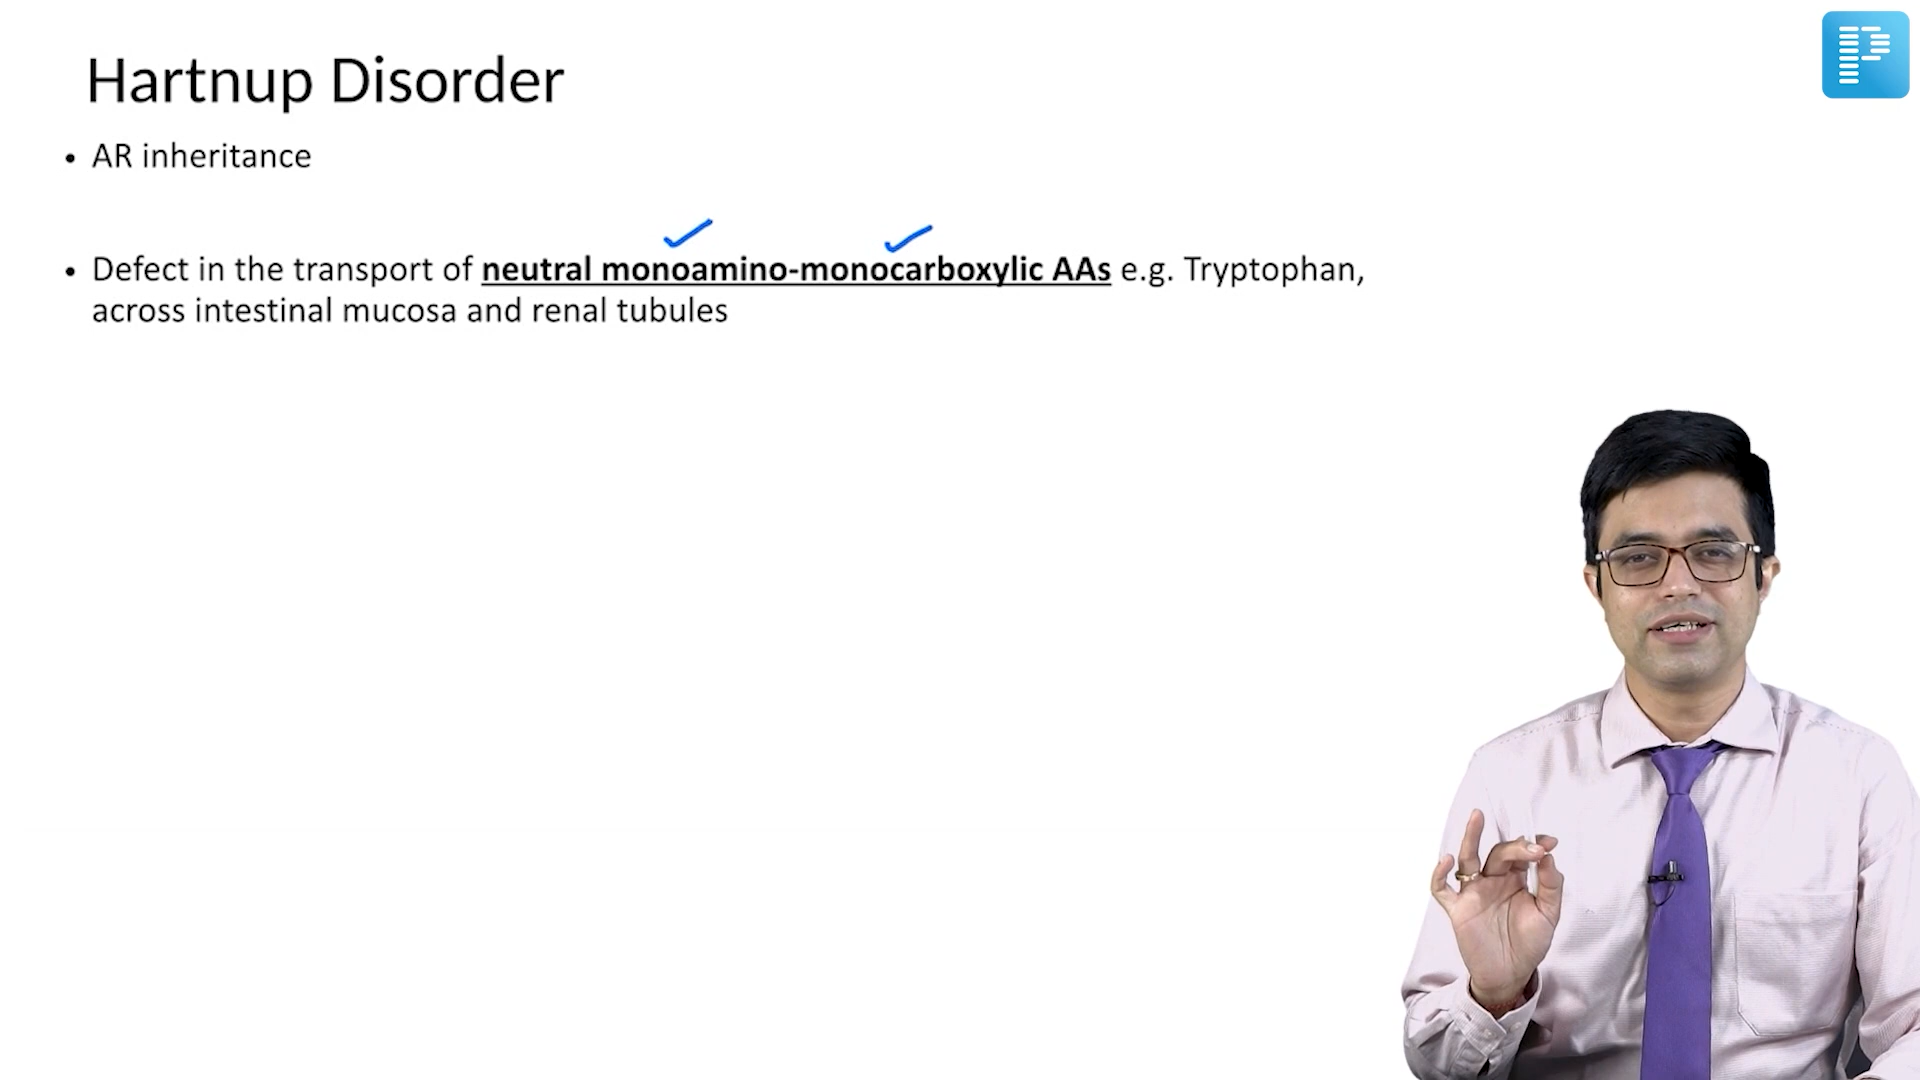 Hartnup Disorder
• AR inheritance
• Defect in the transport of neutral monoamino-monocarboxylic AAs e.g. Tryptophan,
across intestinal mucosa and renal tubules